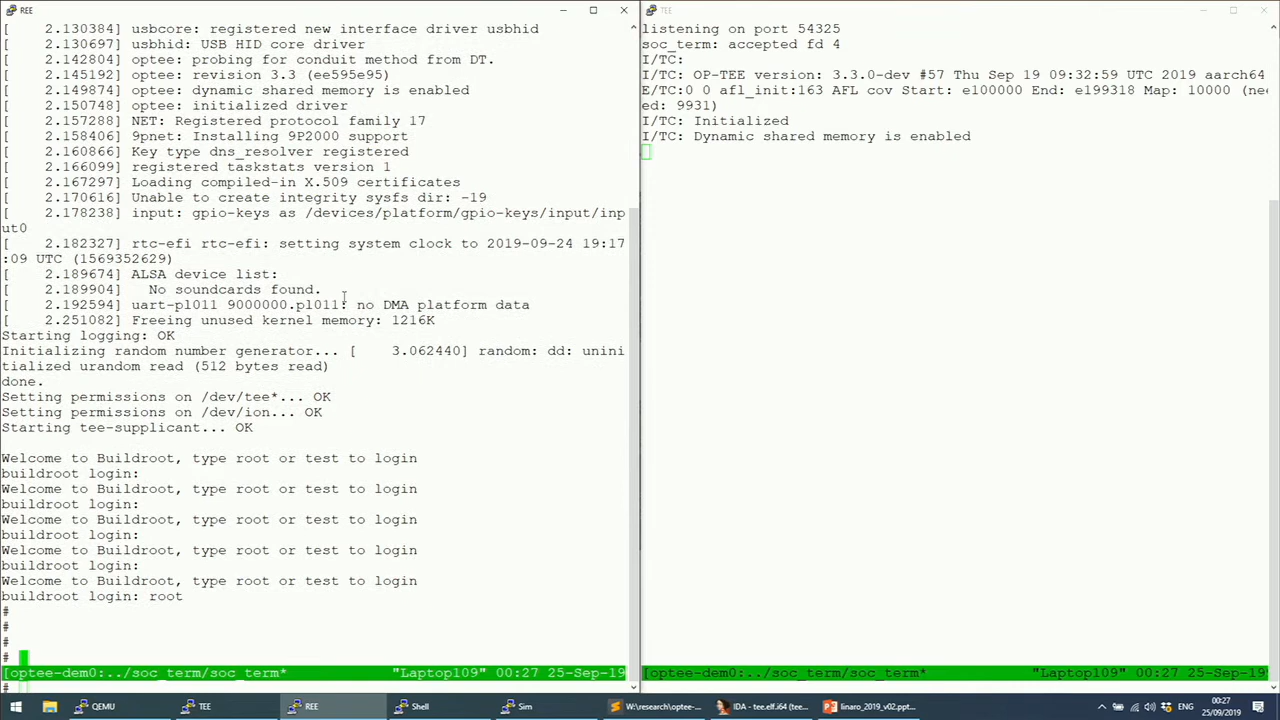 REE
[    2.130384] usbcore: registered new interface driver usbhid
[    2.130697] usbhid: USB HID core driver
[    2.142804] optee: probing for conduit method from DT.
[    2.145192] optee: revision 3.3 (ee595e95)
[    2.149874] optee: dynamic shared memory is enabled
[    2.150748] optee: initialized driver
[    2.157288] NET: Registered protocol family 17
[    2.158406] 9pnet: Installing 9P2000 support
[    2.160866] Key type dns_resolver registered
[    2.166099] registered taskstats version 1
[    2.167297] Loading compiled-in X.509 certificates
[    2.170616] Unable to create integrity sysfs dir: -19
[    2.178238] input: gpio-keys as /devices/platform/gpio-keys/input/inp
ut0
[    2.182327] rtc-efi rtc-efi: setting system clock to 2019-09-24 19:17
:09 UTC (1569352629)
[    2.189674] ALSA device list:
[    2.189904]   No soundcards found.
[    2.192594] uart-pl011 9000000.pl011: no DMA platform data
[    2.251082] Freeing unused kernel memory: 1216K
Starting logging: OK
Initializing random number generator... [    3.062440] random: dd: unini
tialized urandom read (512 bytes read)
done.
Setting permissions on /dev/tee*... OK
Setting permissions on /dev/ion... OK
Starting tee-supplicant... OK
Welcome to Buildroot, type root or test to login
buildroot login:
Welcome to Buildroot, type root or test to login
buildroot login:
Welcome to Buildroot, type root or test to login
buildroot login:
Welcome to Buildroot, type root or test to login
buildroot login:
Welcome to Buildroot, type root or test to login
buildroot login: root
#
#
#
#
[optee-dem0:../soc_term/soc_term* "Laptop109" 00:27 25-Sep-19
#
TEE
listening on port 54325
soc_term: accepted fd 4
I/TC:
I/TC: OP-TEE version: 3.3.0-dev #57 Thu Sep 19 09:32:59 UTC 2019 aarch64
E/TC:0 0 afl_init:163 AFL cov Start: e100000 End: e199318 Map: 10000 (ne
ed: 9931)
I/TC: Initialized
I/TC: Dynamic shared memory is enabled
[optee-dem0:../soc_term/soc_term* "Laptop109" 00:27 25-Sep-19
QEMU
TEE
REE
Shell
Sim
W:\research\optee-...
IDA - tee.elf.i64 (tee...
linaro_2019_v02.ppt...
ENG
00:27
25/09/2019